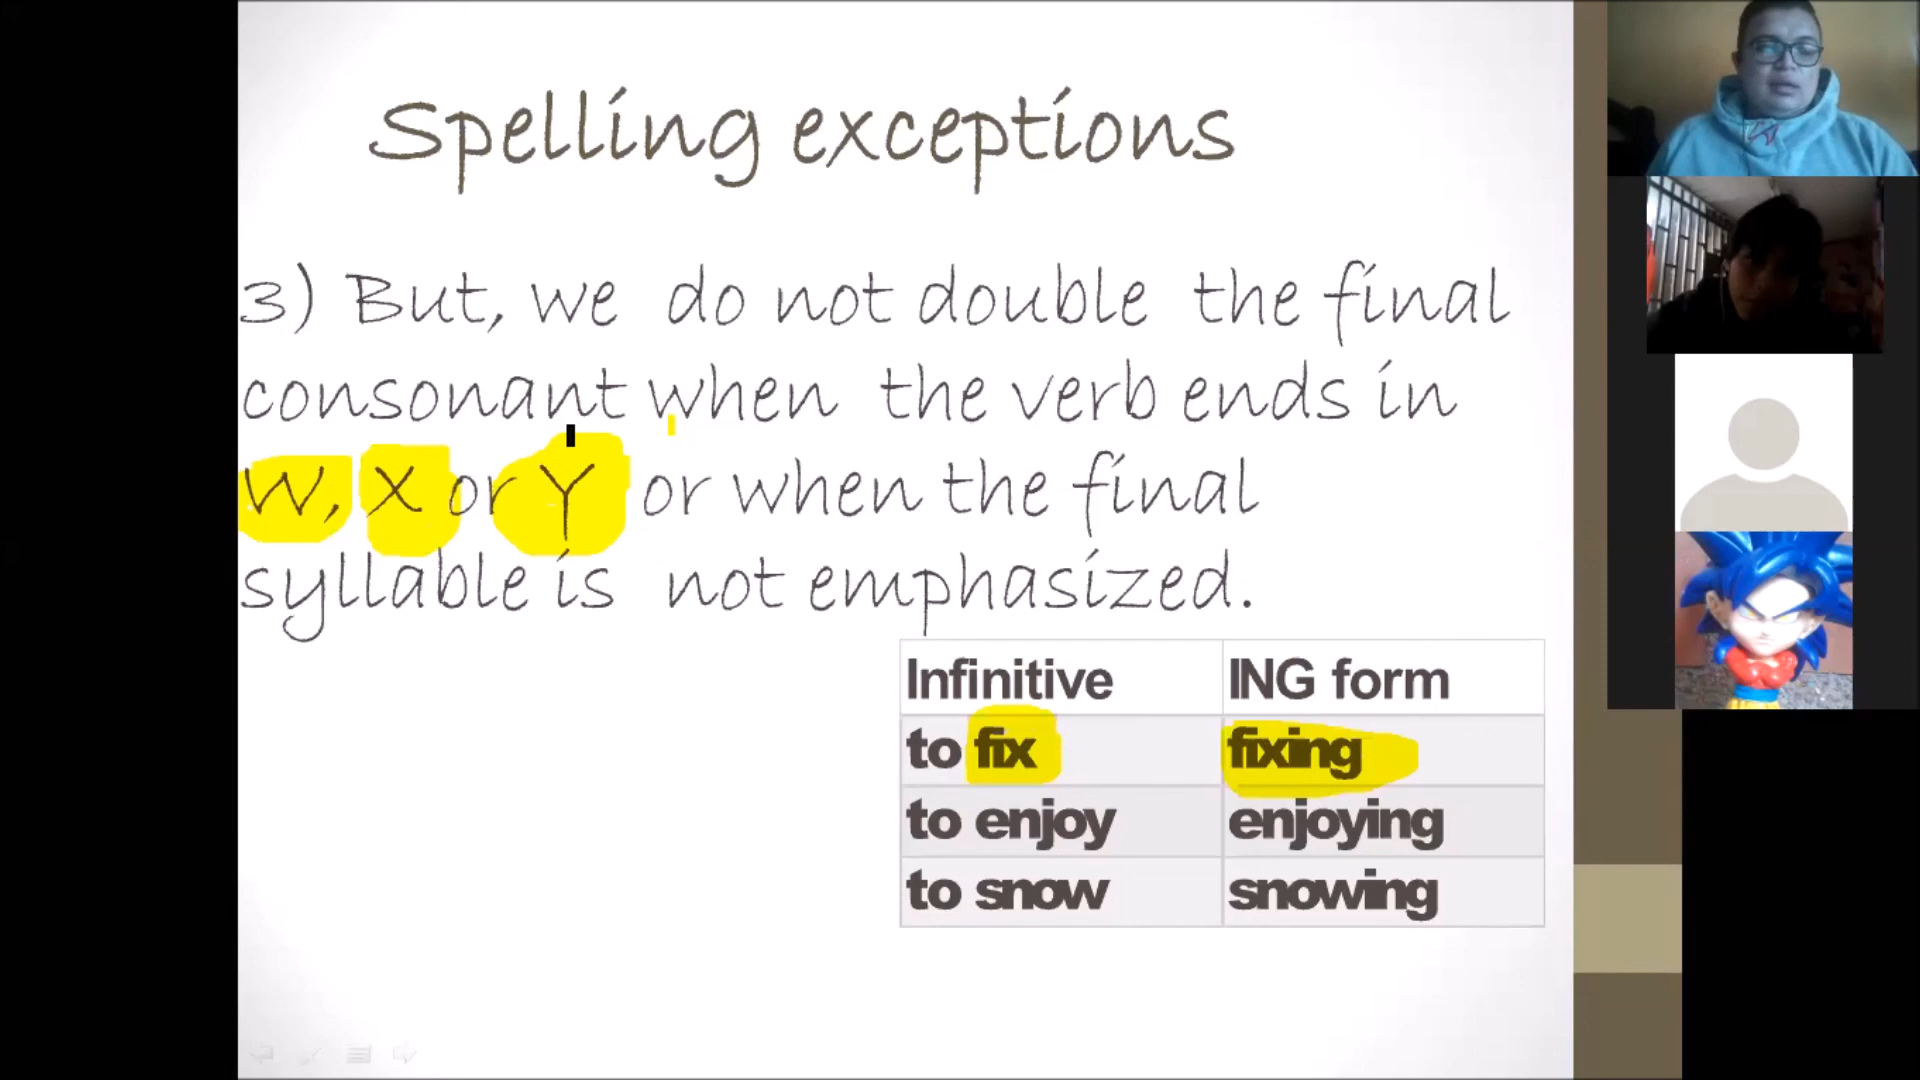 Spelling exceptions
3) But, we do not double the final
consonant when the verb ends in
W, X or Y or when the final
syllable is not emphasized.
Infinitive ING form
to fix fixing
to enjoy enjoying
to snow snowing